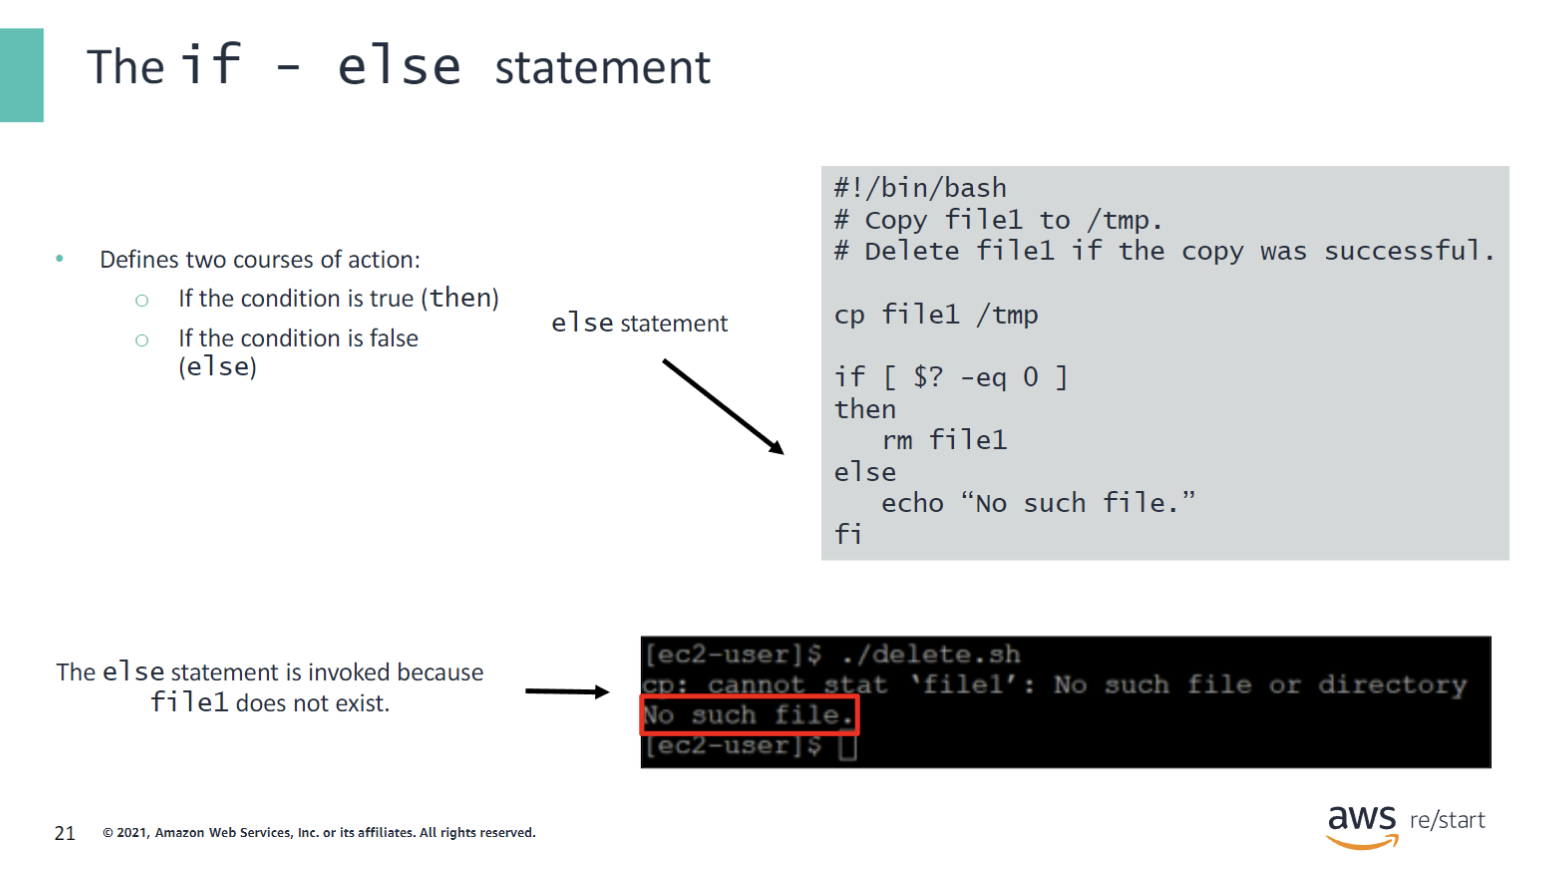 The if - else statement
• Defines two courses of action:
o If the condition is true (then)
o If the condition is false
(else)
else statement
#!/bin/bash
# Copy file1 to /tmp.
# Delete file1 if the copy was successful.
cp file1 /tmp
if [ $? -eq 0 ]
then
   rm file1
else
   echo “No such file.”
fi
The else statement is invoked because
file1 does not exist.
[ec2-user]$ ./delete.sh
cp: cannot stat ‘file1’: No such file or directory
No such file.
[ec2-user]$
21 © 2021, Amazon Web Services, Inc. or its affiliates. All rights reserved.
aws re/start